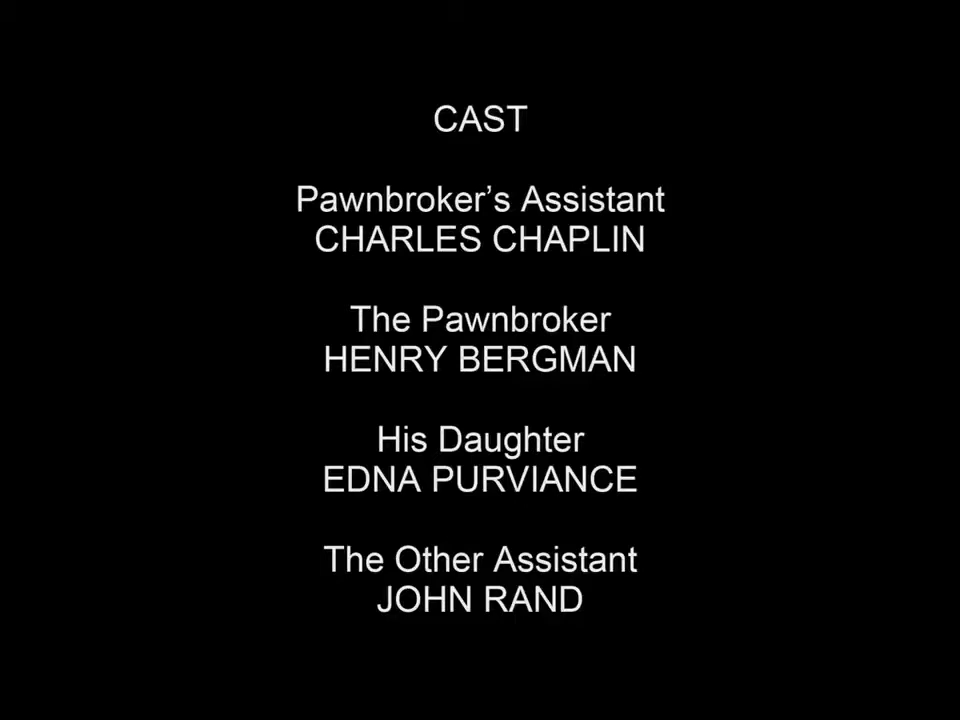 CAST
Pawnbroker’s Assistant
CHARLES CHAPLIN
The Pawnbroker
HENRY BERGMAN
His Daughter
EDNA PURVIANCE
The Other Assistant
JOHN RAND